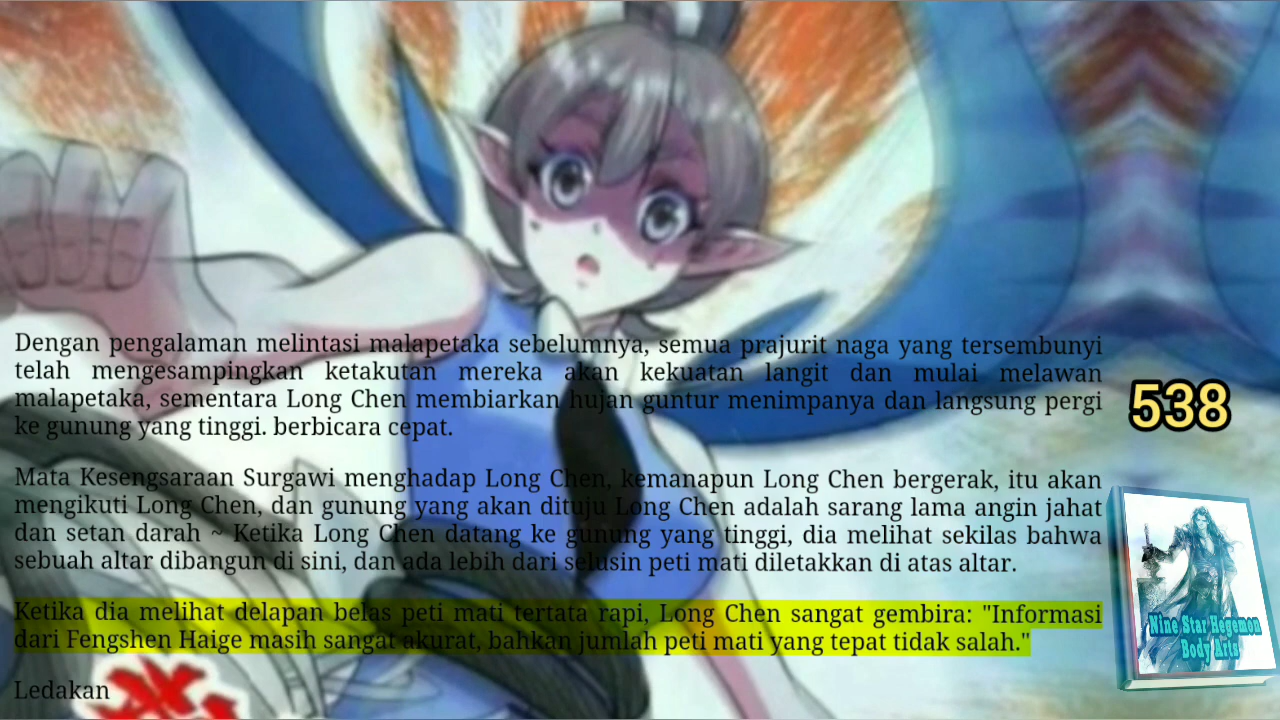 Dengan pengalaman melintasi malapetaka sebelumnya, semua prajurit naga yang tersembunyi
telah mengesampingkan ketakutan mereka akan kekuatan langit dan mulai melawan
malapetaka, sementara Long Chen membiarkan hujan guntur menimpanya dan langsung pergi
ke gunung yang tinggi. berbicara cepat.
538
Mata Kesengsaraan Surgawi menghadap Long Chen, kemanapun Long Chen bergerak, itu akan
mengikuti Long Chen, dan gunung yang akan dituju Long Chen adalah sarang lama angin jahat
dan setan darah ~ Ketika Long Chen datang ke gunung yang tinggi, dia melihat sekilas bahwa
sebuah altar dibangun di sini, dan ada lebih dari selusin peti mati diletakkan di atas altar.
Ketika dia melihat delapan belas peti mati tertata rapi, Long Chen sangat gembira: "Informasi
dari Fengshen Haige masih sangat akurat, bahkan jumlah peti mati yang tepat tidak salah."
Nine Star Hegemon
Body Arts
Ledakan